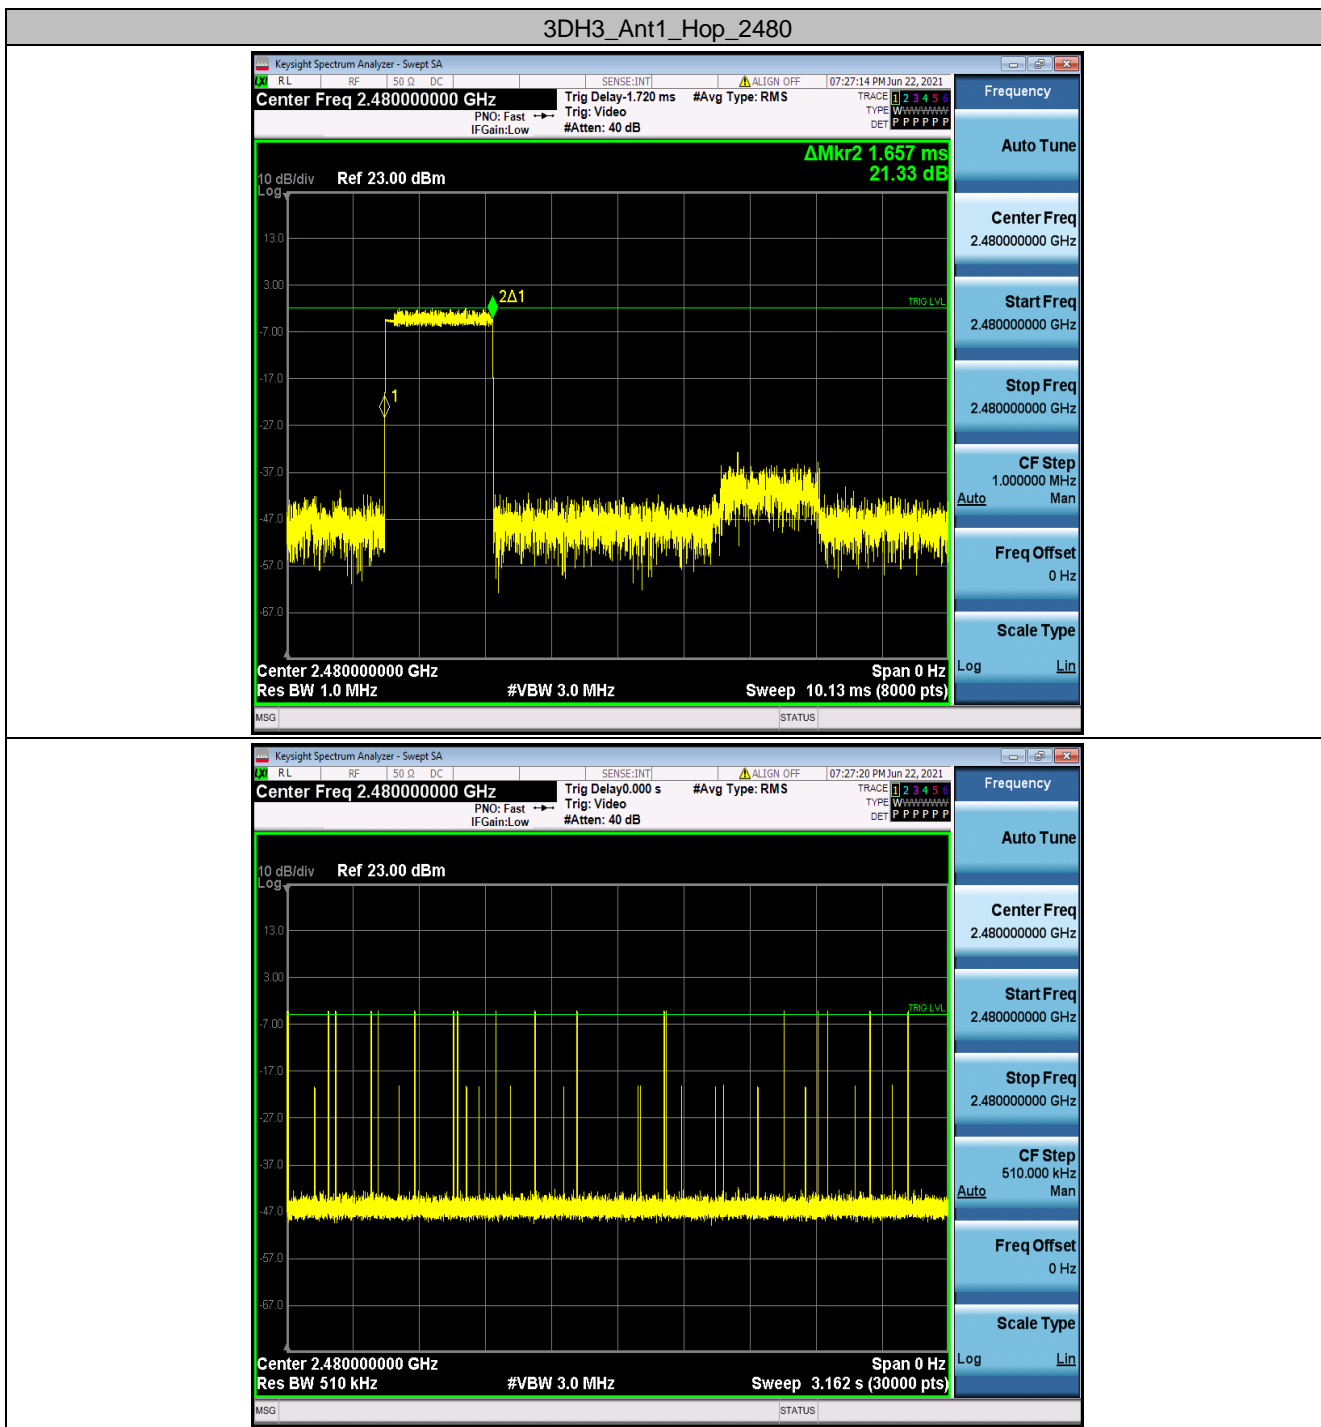 3DH3_Ant1_Hop_2480
Keysight Spectrum Analyzer - Swept SA
LXI RL RF 50 Ω DC SENSE:INT ALIGN OFF 07:27:14 PM Jun 22, 2021
Center Freq 2.480000000 GHz
PNO: Fast
IFGain:Low
Trig Delay-1.720 ms
Trig: Video
#Atten: 40 dB
#Avg Type: RMS
TRACE 1 2 3 4 5 6
TYPE WWWWWW
DET P P P P P P
ΔMkr2 1.657 ms
21.33 dB
10 dB/div
Log
Ref 23.00 dBm
13.0
3.00
-7.00
-17.0
-27.0
-37.0
-47.0
-57.0
-67.0
2Δ1
TRIG LVL
1
Center 2.480000000 GHz
Span 0 Hz
Res BW 1.0 MHz
#VBW 3.0 MHz
Sweep 10.13 ms (8000 pts)
MSG
STATUS
Frequency
Auto Tune
Center Freq
2.480000000 GHz
Start Freq
2.480000000 GHz
Stop Freq
2.480000000 GHz
CF Step
1.000000 MHz
Auto Man
Freq Offset
0 Hz
Scale Type
Log Lin
Keysight Spectrum Analyzer - Swept SA
LXI RL RF 50 Ω DC SENSE:INT ALIGN OFF 07:27:20 PM Jun 22, 2021
Center Freq 2.480000000 GHz
PNO: Fast
IFGain:Low
Trig Delay0.000 s
Trig: Video
#Atten: 40 dB
#Avg Type: RMS
TRACE 1 2 3 4 5 6
TYPE WWWWWW
DET P P P P P P
10 dB/div
Log
Ref 23.00 dBm
13.0
3.00
-7.00
-17.0
-27.0
-37.0
-47.0
-57.0
-67.0
TRIG LVL
Center 2.480000000 GHz
Span 0 Hz
Res BW 510 kHz
#VBW 3.0 MHz
Sweep 3.162 s (30000 pts)
MSG
STATUS
Frequency
Auto Tune
Center Freq
2.480000000 GHz
Start Freq
2.480000000 GHz
Stop Freq
2.480000000 GHz
CF Step
510.000 kHz
Auto Man
Freq Offset
0 Hz
Scale Type
Log Lin